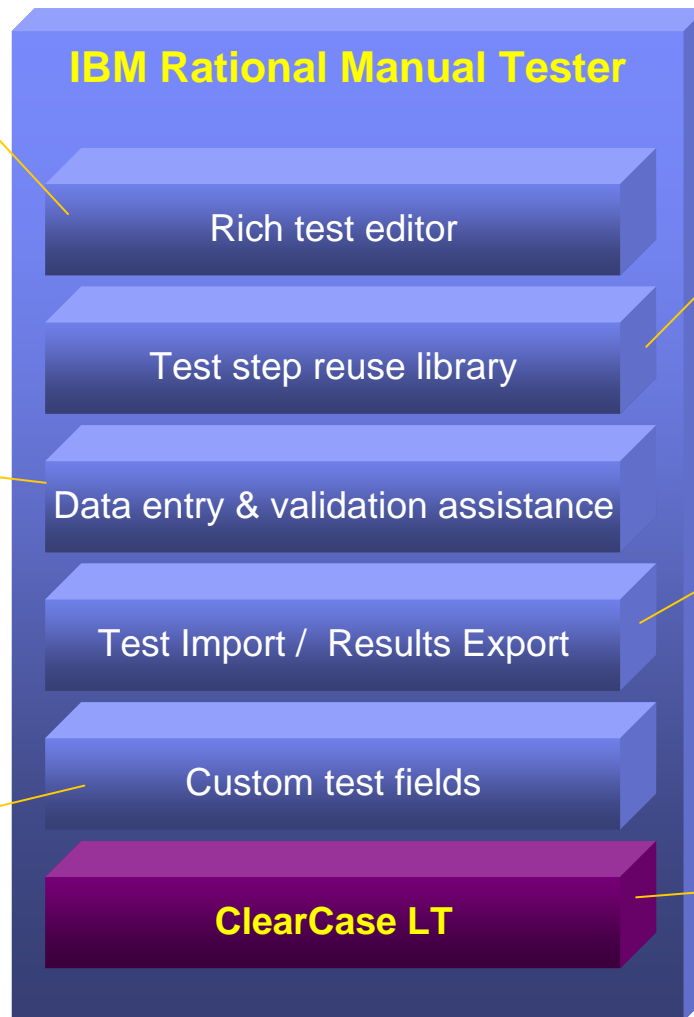 IBM Rational Manual Tester
Rich test editor
Test step reuse library
Data entry & validation assistance
Test Import / Results Export
Custom test fields
ClearCase LT